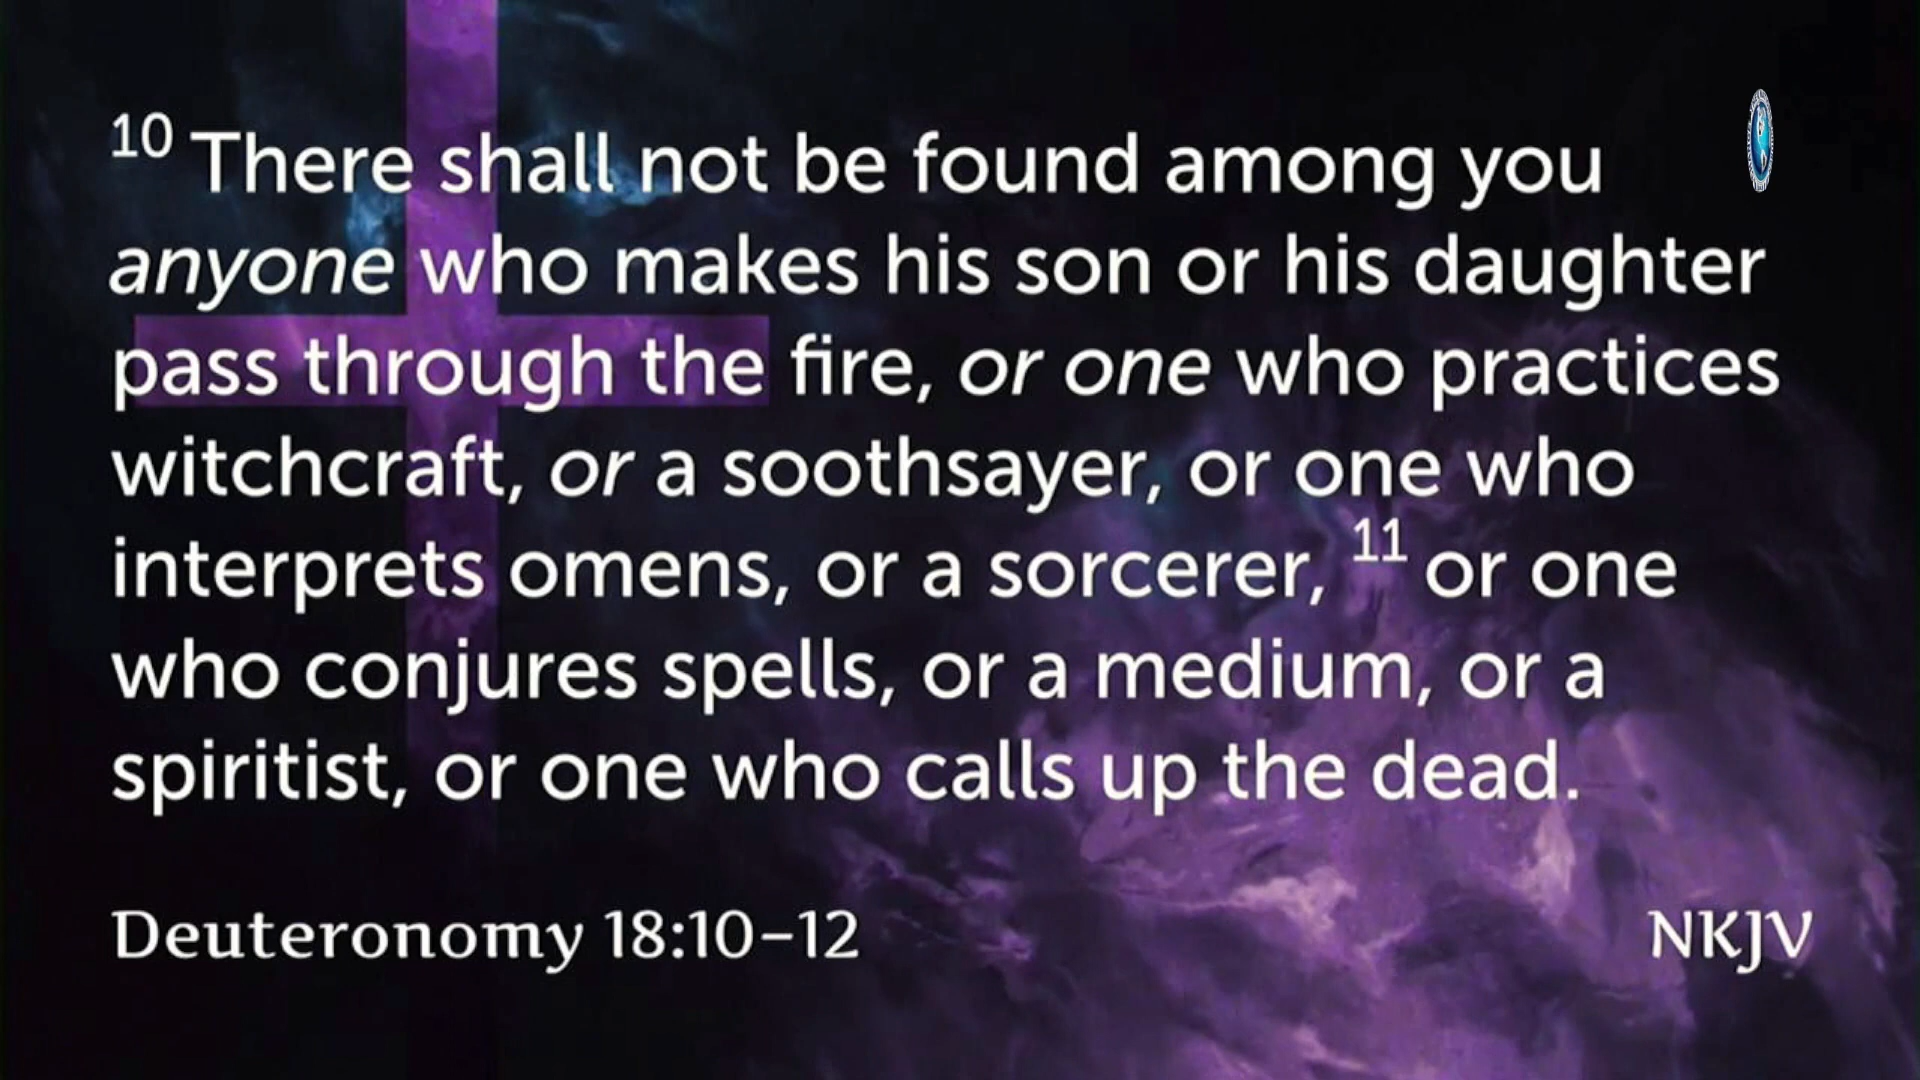 10 There shall not be found among you
anyone who makes his son or his daughter
pass through the fire, or one who practices
witchcraft, or a soothsayer, or one who
interprets omens, or a sorcerer, 11 or one
who conjures spells, or a medium, or a
spiritist, or one who calls up the dead.
Deuteronomy 18:10–12
NKJV